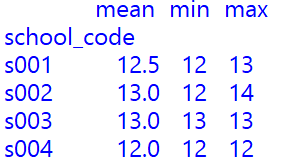 mean min max
school_code
s001 12.5 12 13
s002 13.0 12 14
s003 13.0 13 13
s004 12.0 12 12